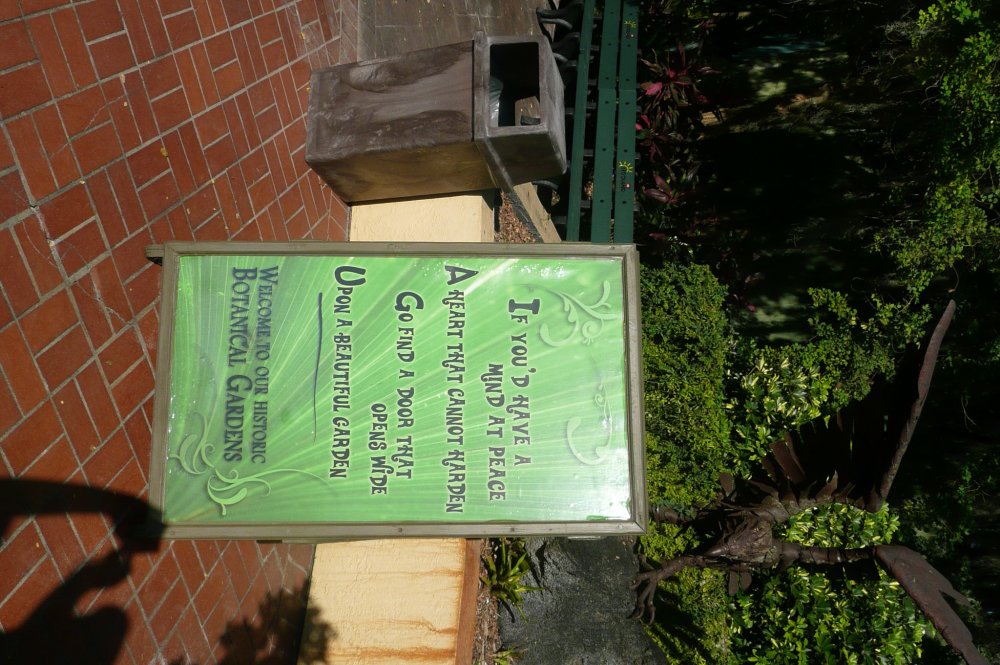 If you'd have a
mind at peace
A heart that cannot harden
Go find a door that
opens wide
Upon a beautiful garden
Welcome to our historic
Botanical Gardens